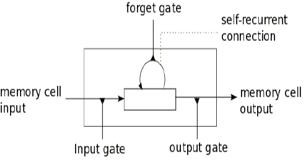 forget gate
self-recurrent
connection
memory cell
input
memory cell
output
Input gate
output gate